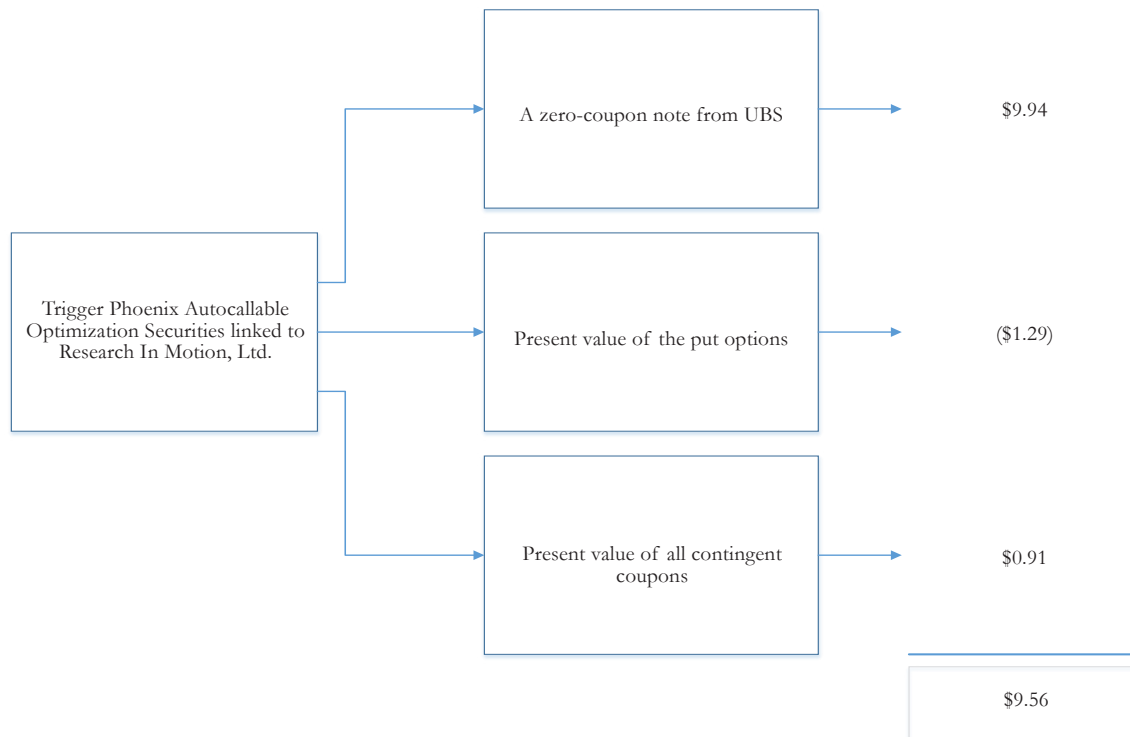 A zero-coupon note from UBS
$9.94
Trigger Phoenix Autocallable
Optimization Securities linked to
Research In Motion, Ltd.
Present value of the put options
($1.29)
Present value of all contingent
coupons
$0.91
$9.56